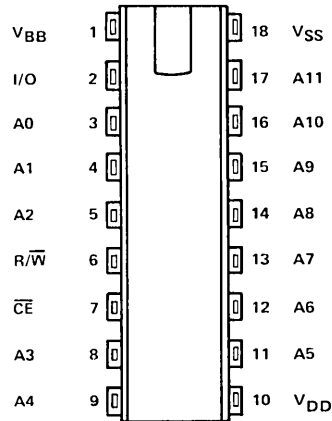 VBB 1 18 VSS
I/O 2 17 A11
A0 3 16 A10
A1 4 15 A9
A2 5 14 A8
R/W̅ 6 13 A7
C̅E̅ 7 12 A6
A3 8 11 A5
A4 9 10 VDD